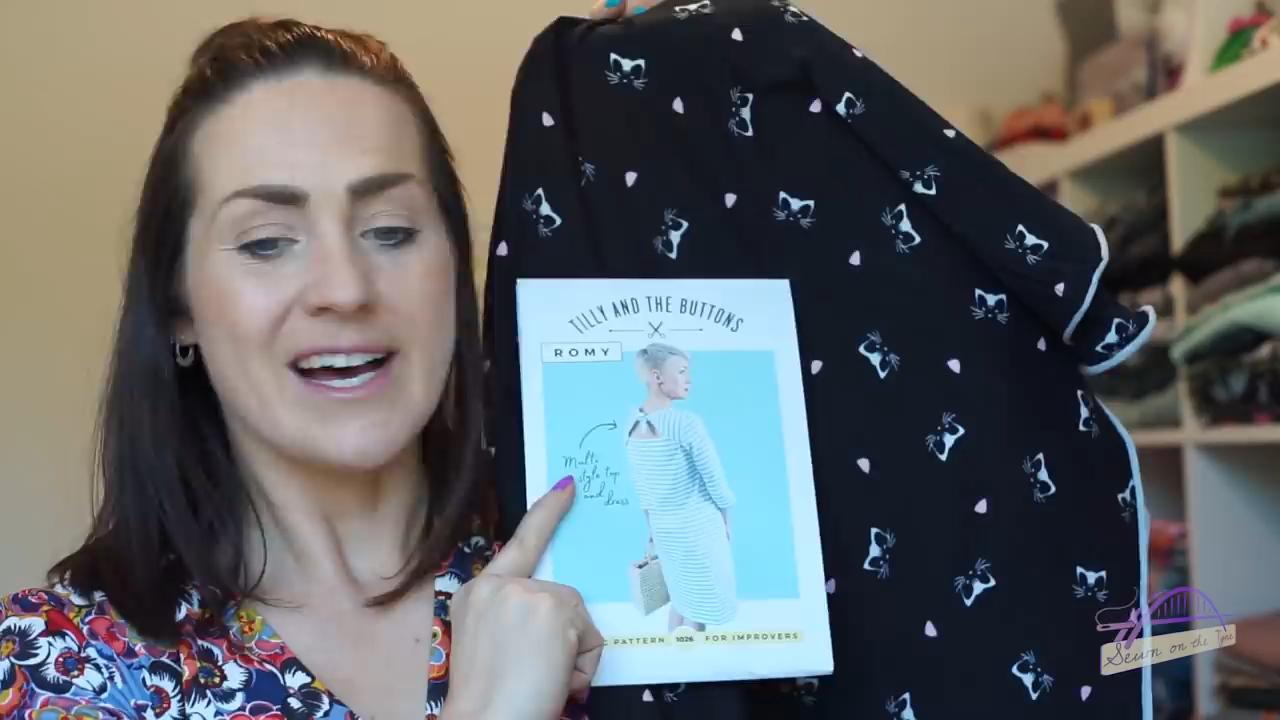 TILLY AND THE BUTTONS
ROMY
Multi-
style top
and
dress
PATTERN 1026 FOR IMPROVERS
Sewn on the Tyne